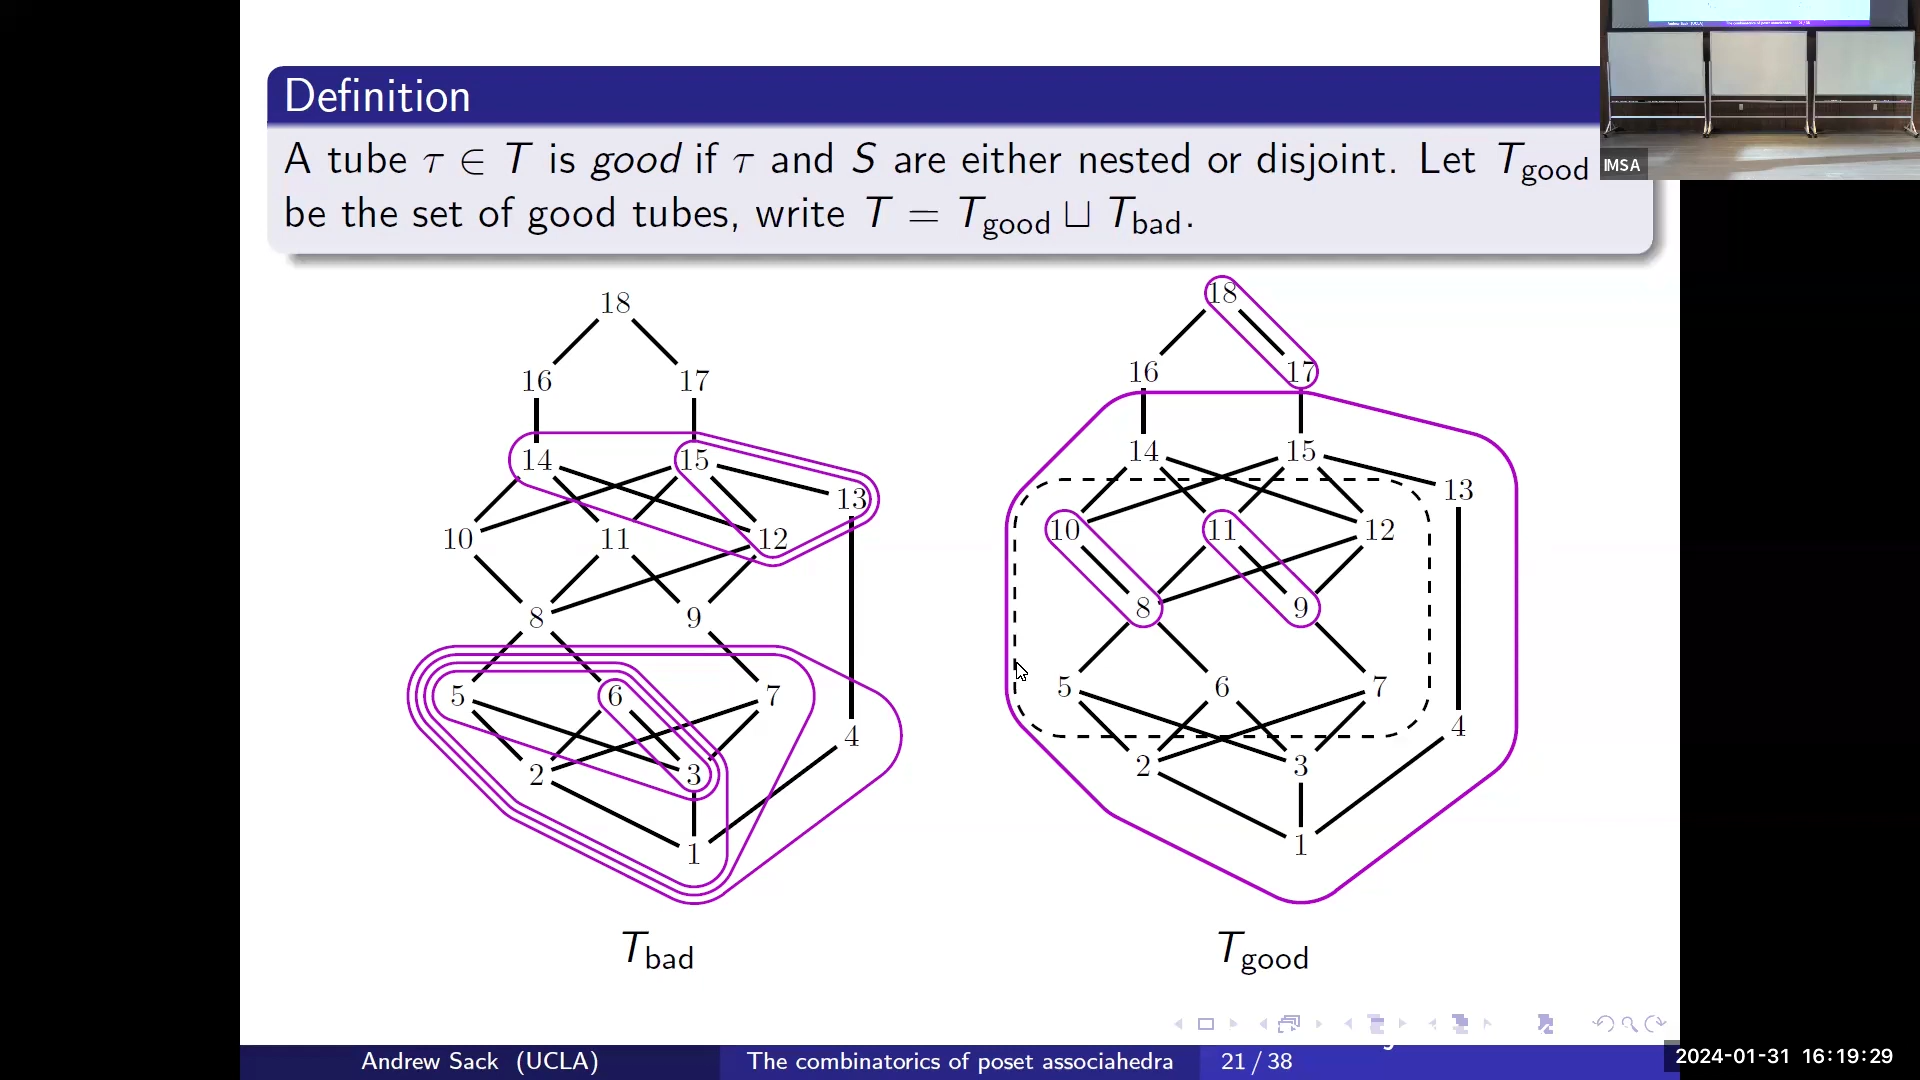 Definition
A tube τ ∈ T is good if τ and S are either nested or disjoint. Let T_good
be the set of good tubes, write T = T_good ⊔ T_bad.
IMSA
18
16 17
14 15
13
10 11 12
8 9
5 6 7
4
2 3
1
T_bad
18
16 17
14 15
13
10 11 12
8 9
5 6 7
4
2 3
1
T_good
Andrew Sack (UCLA) The combinatorics of poset associahedra 21 / 38
2024-01-31 16:19:29